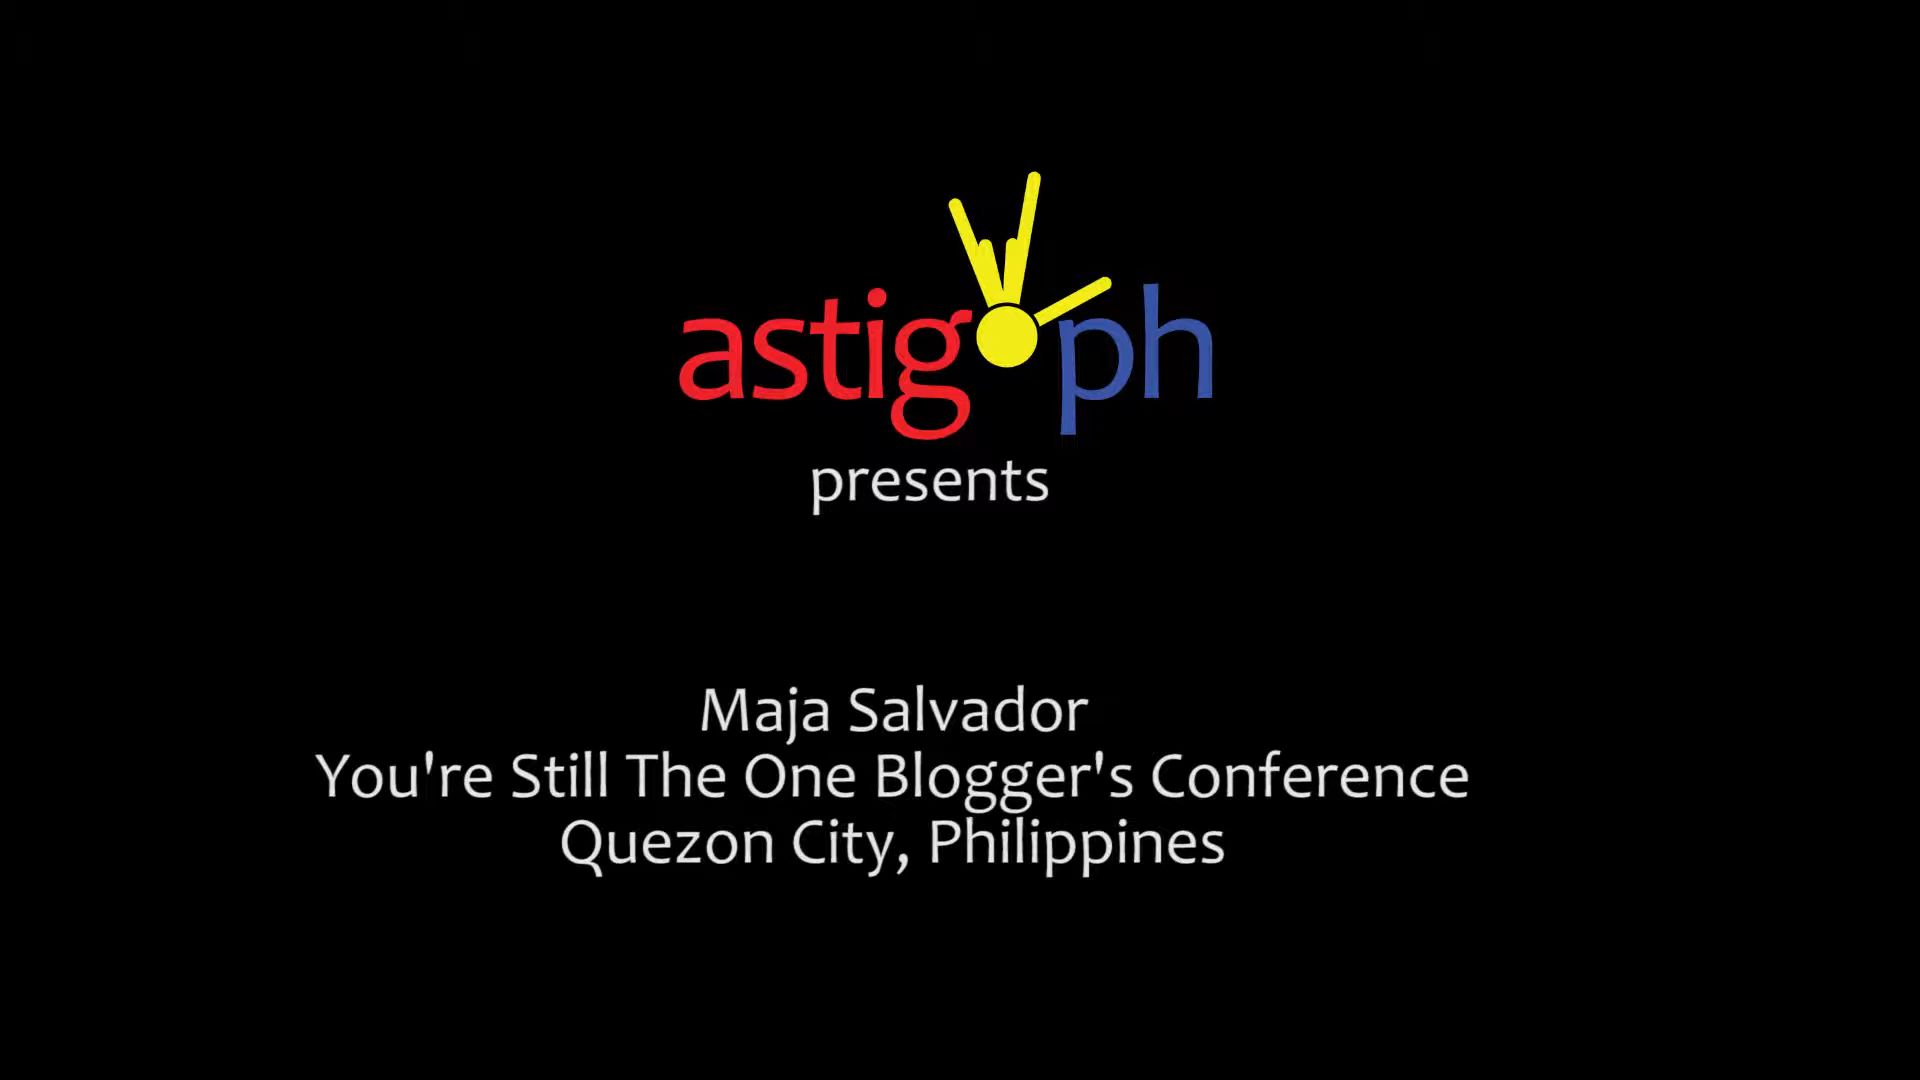 astig ph
presents
Maja Salvador
You're Still The One Blogger's Conference
Quezon City, Philippines